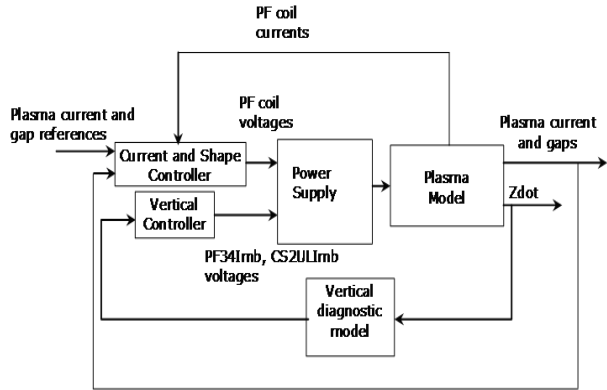 PF coil
currents
Plasma current and
gap references
PF coil
voltages
Plasma current
and gaps
Current and Shape
Controller
Power
Supply
Plasma
Model
Zdot
Vertical
Controller
PF34Imb, CS2ULImb
voltages
Vertical
diagnostic
model